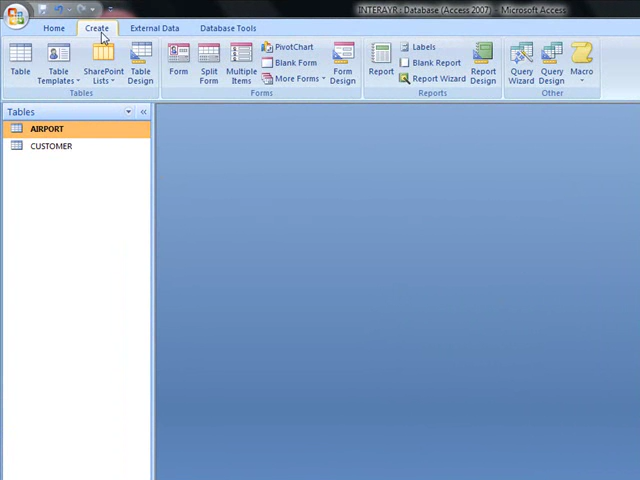 INTERAYR : Database (Access 2007) - Microsoft Access
Home Create External Data Database Tools
Table
Table Templates
SharePoint Lists
Table Design
Tables
Form
Split Form
Multiple Items
PivotChart
Blank Form
More Forms
Form Design
Forms
Report
Labels
Blank Report
Report Wizard
Report Design
Reports
Query Wizard
Query Design
Macro
Other
Tables
AIRPORT
CUSTOMER